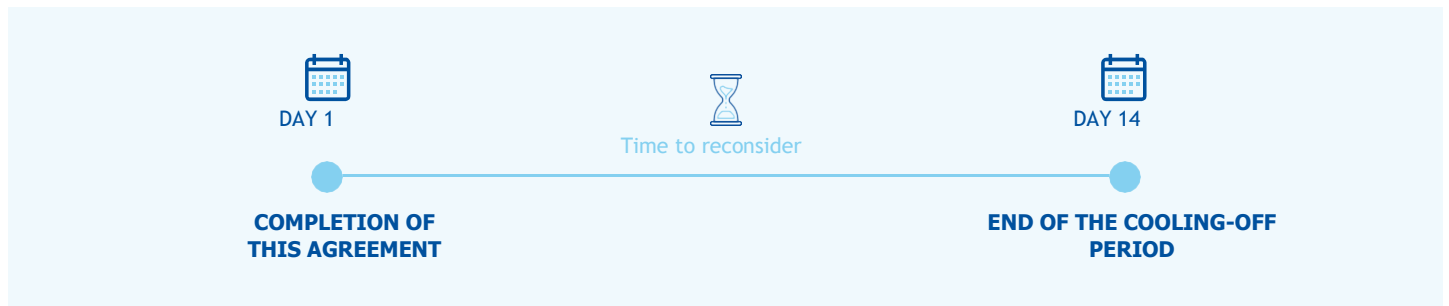 DAY 1
DAY 14
Time to reconsider
COMPLETION OF
THIS AGREEMENT
END OF THE COOLING-OFF
PERIOD